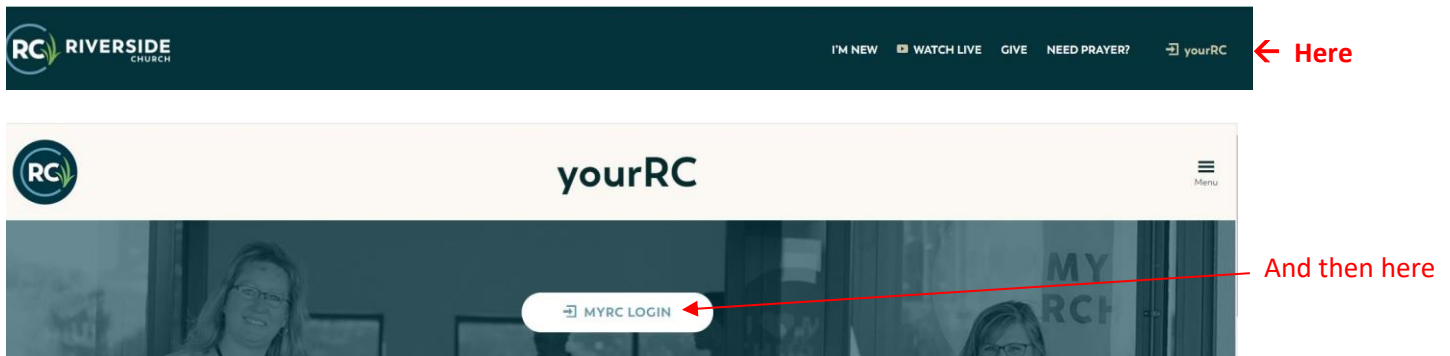 RC RIVERSIDE
CHURCH
I'M NEW WATCH LIVE GIVE NEED PRAYER? yourRC
← Here
RC yourRC
Menu
MY
RCH
MYRC LOGIN
And then here